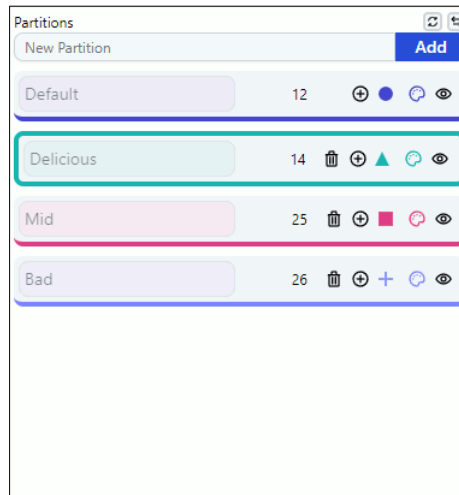 Partitions
New Partition Add
Default 12
Delicious 14
Mid 25
Bad 26